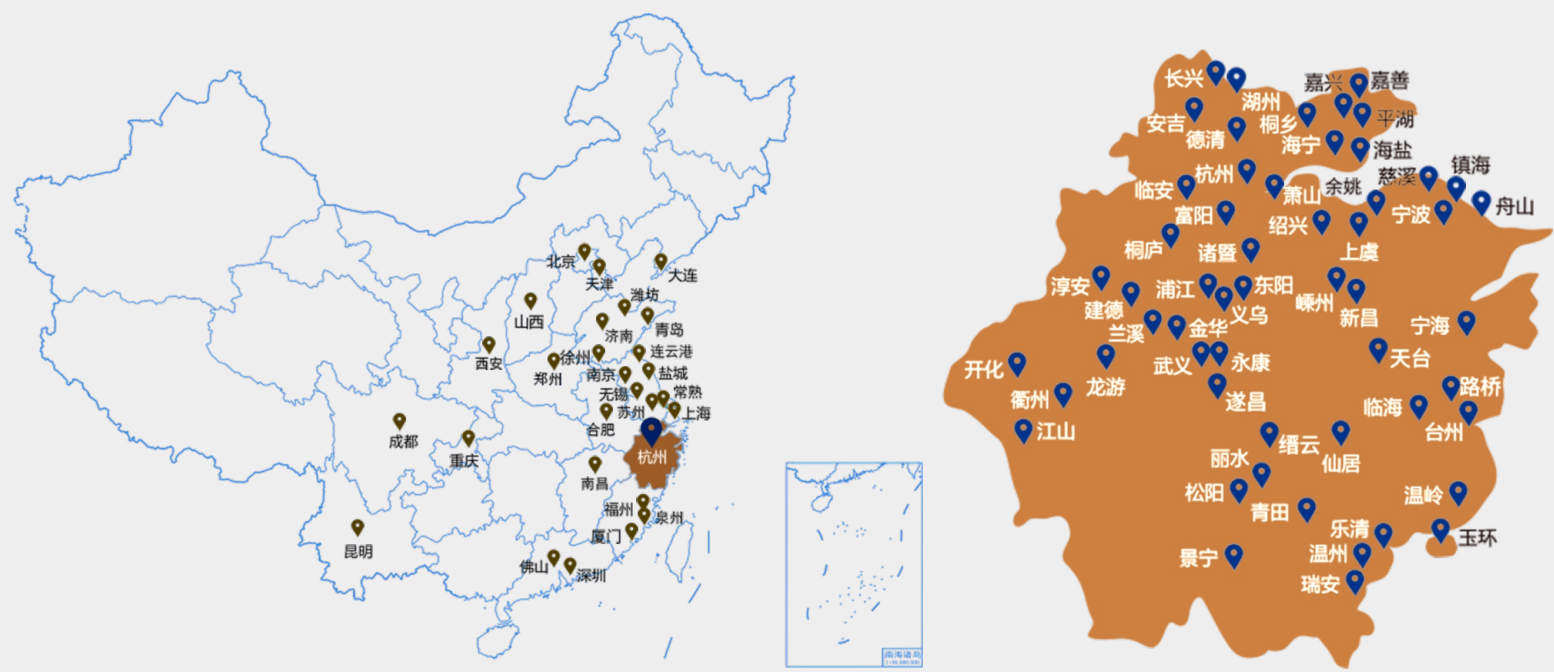 北京
天津
大连
山西
潍坊
青岛
济南
西安
郑州
徐州
连云港
南京
盐城
无锡
常熟
苏州
上海
合肥
成都
重庆
杭州
南昌
福州
泉州
厦门
昆明
佛山
深圳
南海诸岛
长兴
湖州
嘉兴
嘉善
安吉
德清
桐乡
平湖
海宁
海盐
杭州
临安
萧山
余姚
慈溪
镇海
富阳
绍兴
宁波
舟山
桐庐
诸暨
上虞
淳安
建德
浦江
东阳
义乌
嵊州
新昌
宁海
兰溪
金华
武义
永康
天台
开化
龙游
衢州
遂昌
临海
路桥
台州
江山
缙云
仙居
丽水
松阳
青田
温岭
乐清
玉环
景宁
温州
瑞安